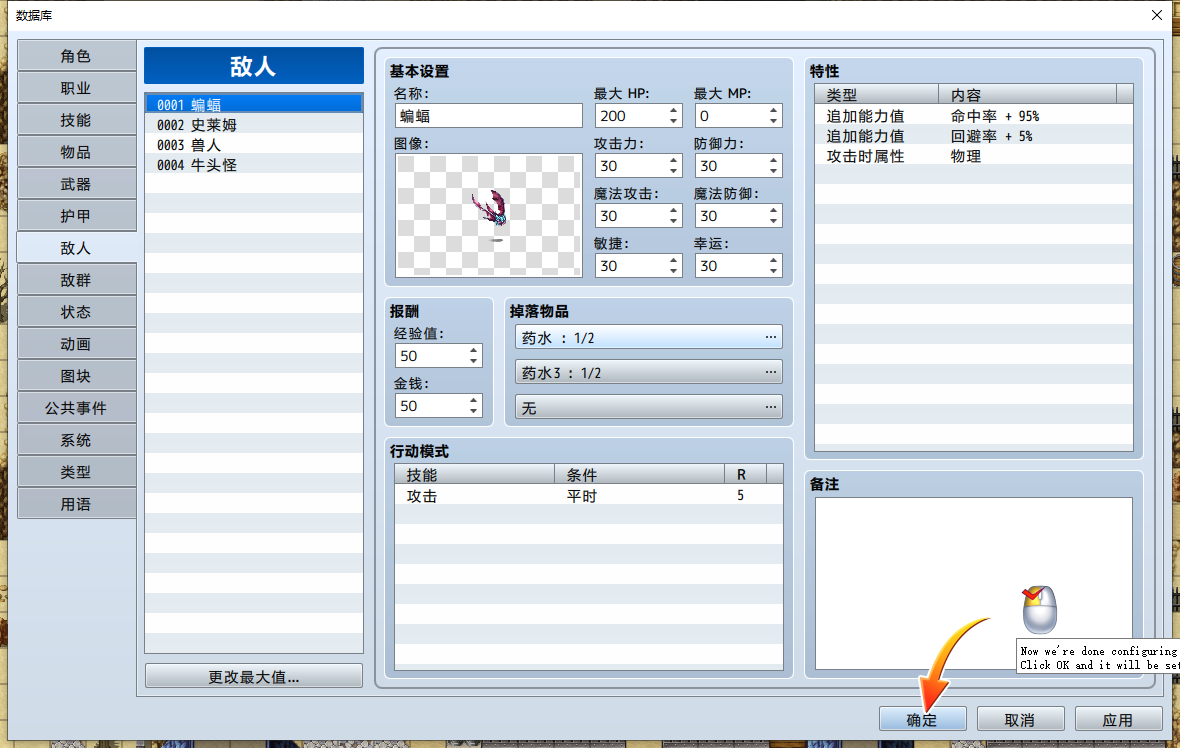 数据库
角色
职业
技能
物品
武器
护甲
敌人
敌群
状态
动画
图块
公共事件
系统
类型
用语
敌人
0001 蝙蝠
0002 史莱姆
0003 兽人
0004 牛头怪
更改最大值...
基本设置
名称:
蝙蝠
图像:
最大 HP:
最大 MP:
200
0
攻击力:
防御力:
30
30
魔法攻击:
魔法防御:
30
30
敏捷:
幸运:
30
30
报酬
经验值:
50
金钱:
50
掉落物品
药水 : 1/2
...
药水3 : 1/2
...
无
...
行动模式
技能 条件 R
攻击 平时 5
特性
类型 内容
追加能力值 命中率 + 95%
追加能力值 回避率 + 5%
攻击时属性 物理
备注
Now we're done configuring
Click OK and it will be set
确定
取消
应用